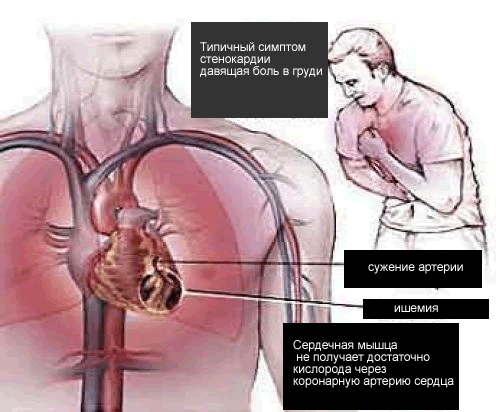 Типичный симптом
стенокардии
давящая боль в груди
сужение артерии
ишемия
Сердечная мышца
не получает достаточно
кислорода через
коронарную артерию сердца